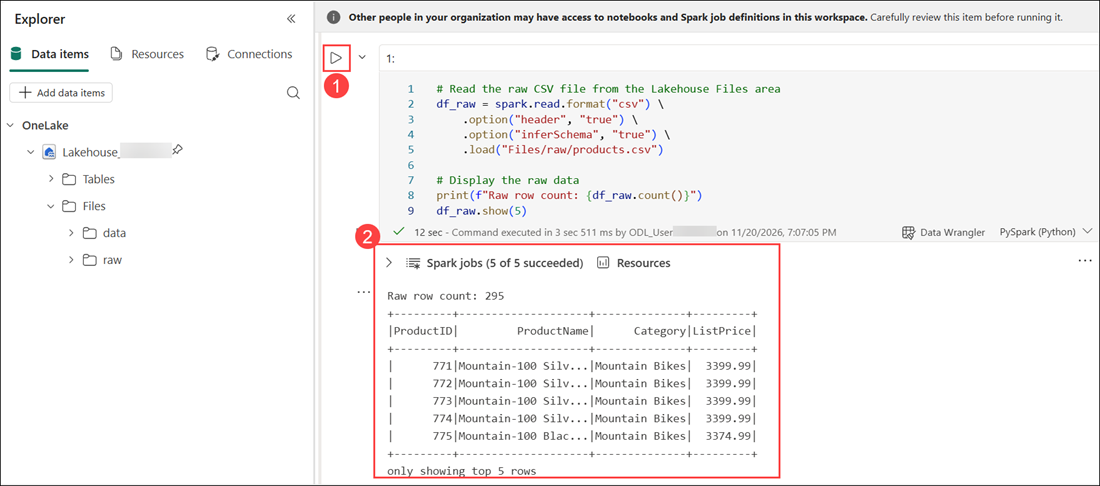 Explorer
Data items
Resources
Connections
+ Add data items
OneLake
Lakehouse_
Tables
Files
data
raw
Other people in your organization may have access to notebooks and Spark job definitions in this workspace. Carefully review this item before running it.
1
1:
1 # Read the raw CSV file from the Lakehouse Files area
2 df_raw = spark.read.format("csv") \
3     .option("header", "true") \
4     .option("inferSchema", "true") \
5     .load("Files/raw/products.csv")
6
7 # Display the raw data
8 print(f"Raw row count: {df_raw.count()}")
9 df_raw.show(5)
12 sec - Command executed in 3 sec 511 ms by ODL_User on 11/20/2026, 7:07:05 PM
Data Wrangler
PySpark (Python)
2
Spark jobs (5 of 5 succeeded)
Resources
Raw row count: 295
+---------+-------------------+--------------+---------+
|ProductID|        ProductName|      Category|ListPrice|
+---------+-------------------+--------------+---------+
|      771|Mountain-100 Silv...|Mountain Bikes|  3399.99|
|      772|Mountain-100 Silv...|Mountain Bikes|  3399.99|
|      773|Mountain-100 Silv...|Mountain Bikes|  3399.99|
|      774|Mountain-100 Silv...|Mountain Bikes|  3399.99|
|      775|Mountain-100 Blac...|Mountain Bikes|  3374.99|
+---------+-------------------+--------------+---------+
only showing top 5 rows